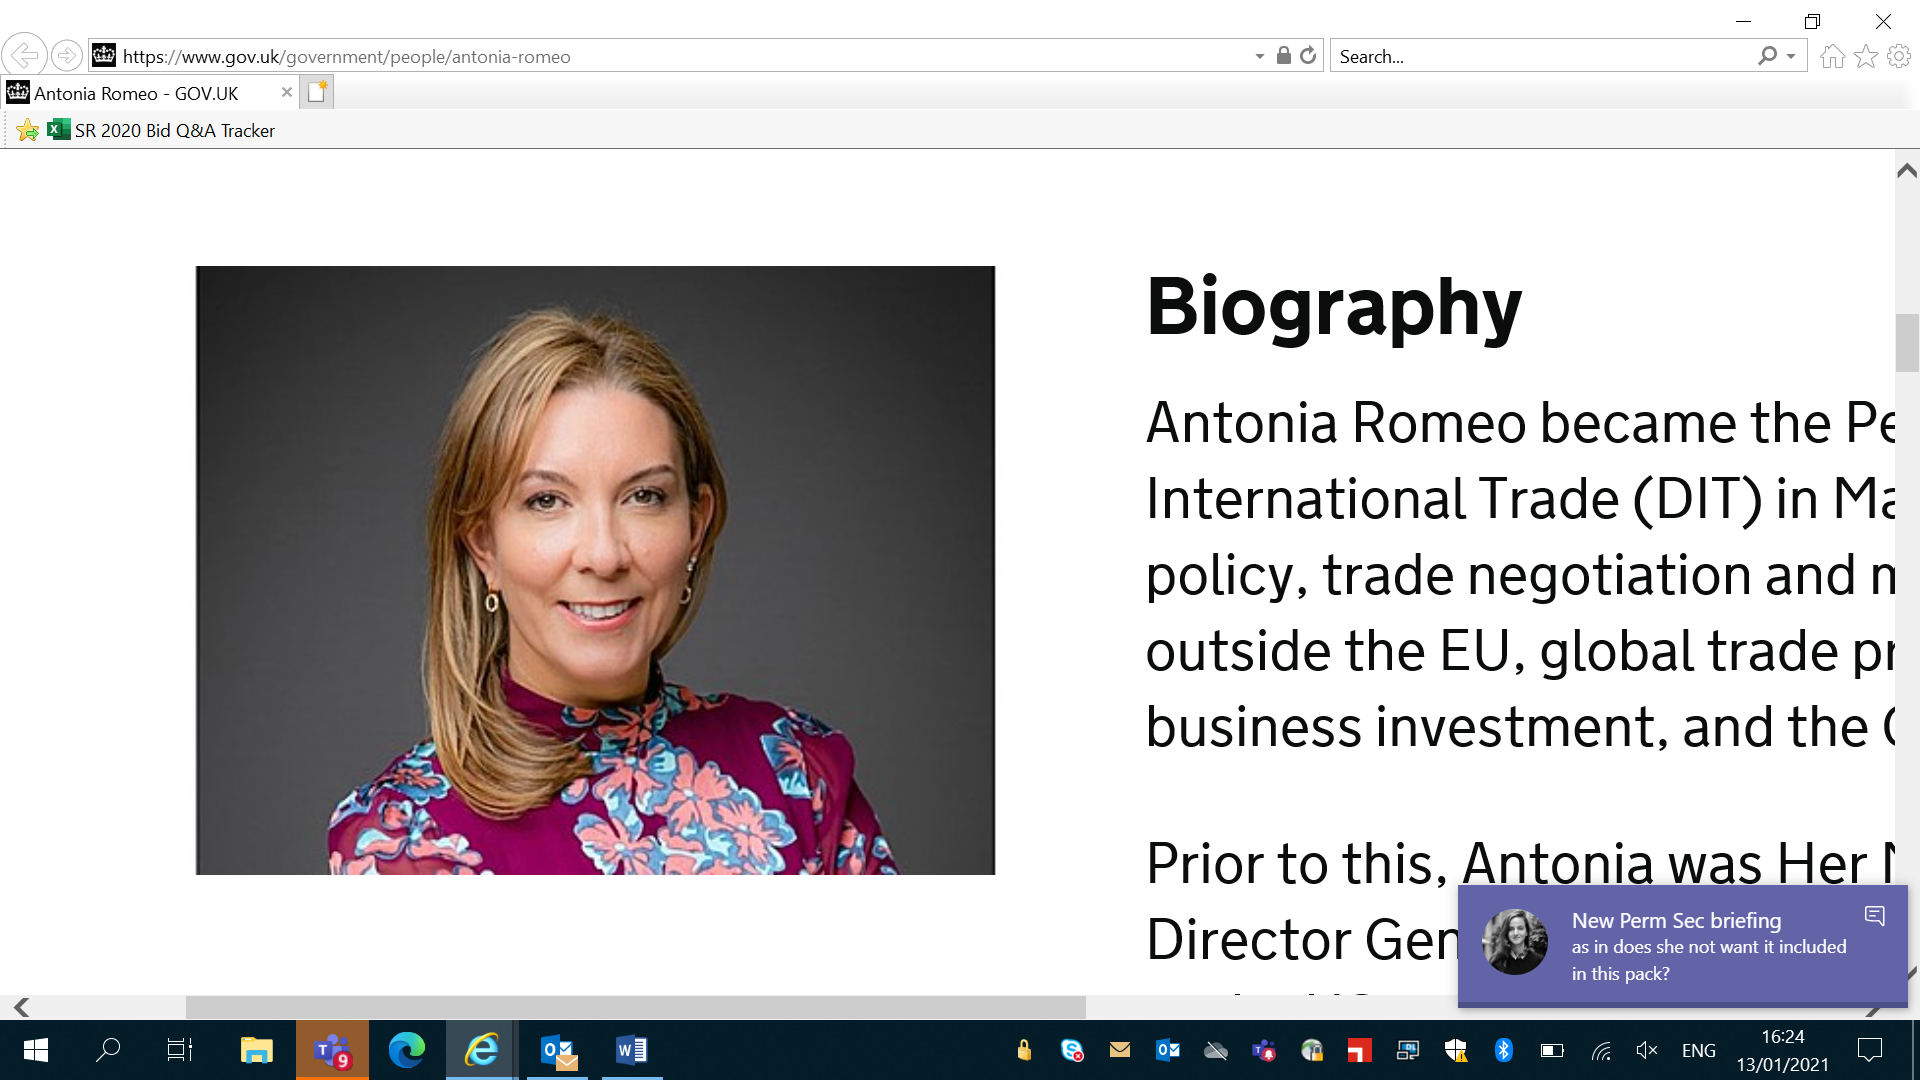 https://www.gov.uk/government/people/antonia-romeo
Search...
Antonia Romeo - GOV.UK
SR 2020 Bid Q&A Tracker
Biography
Antonia Romeo became the Pe
International Trade (DIT) in Ma
policy, trade negotiation and m
outside the EU, global trade pr
business investment, and the
Prior to this, Antonia was Her
Director Gen
New Perm Sec briefing
as in does she not want it included
in this pack?
9
ENG
16:24
13/01/2021